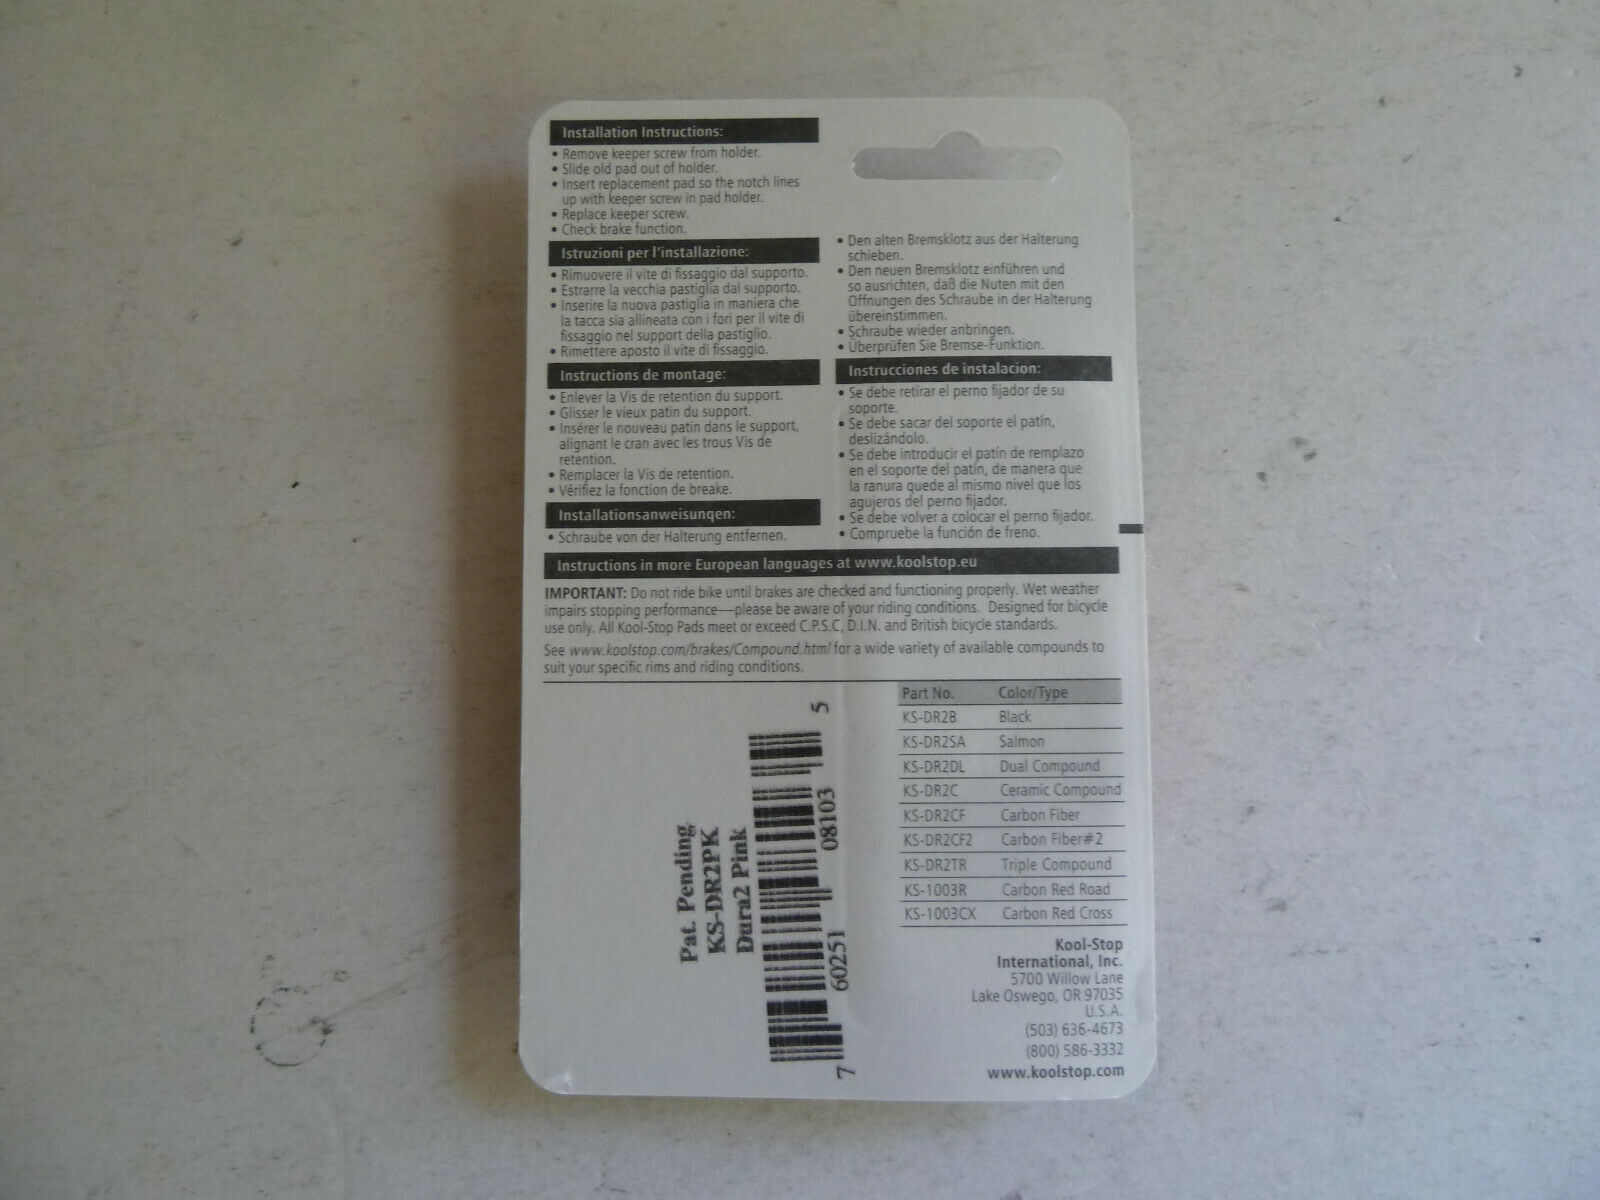 Installation Instructions:
• Remove keeper screw from holder.
• Slide old pad out of holder.
• Insert replacement pad so the notch lines
up with keeper screw in pad holder.
• Replace keeper screw.
• Check brake function.
Istruzioni per l'installazione:
• Rimuovere il vite di fissaggio dal supporto.
• Estrarre la vecchia pastiglia dal supporto.
• Inserire la nuova pastiglia in maniera che
la tacca sia allineata con i fori per il vite di
fissaggio nel support della pastiglio.
• Rimettere aposto il vite di fissaggio.
Instructions de montage:
• Enlever la Vis de retention du support.
• Glisser le vieux patin du support.
• Insérer le nouveau patin dans le support,
alignant le cran avec les trous Vis de
retention.
• Remplacer la Vis de retention.
• Vérifiez la fonction de breake.
Installationsanweisungen:
• Schraube von der Halterung entfernen.
• Den alten Bremsklotz aus der Halterung
schieben.
• Den neuen Bremsklotz einführen und
so ausrichten, daß die Nuten mit den
Offnungen des Schraube in der Halterung
übereinstimmen.
• Schraube wieder anbringen.
• Überprüfen Sie Bremse-Funktion.
Instrucciones de instalacion:
• Se debe retirar el perno fijador de su
soporte.
• Se debe sacar del soporte el patín,
deslizándolo.
• Se debe introducir el patín de remplazo
en el soporte del patín, de manera que
la ranura quede al mismo nivel que los
agujeros del perno fijador.
• Se debe volver a colocar el perno fijador.
• Compruebe la función de freno.
Instructions in more European languages at www.koolstop.eu
IMPORTANT: Do not ride bike until brakes are checked and functioning properly. Wet weather
impairs stopping performance—please be aware of your riding conditions. Designed for bicycle
use only. All Kool-Stop Pads meet or exceed C.P.S.C, D.I.N. and British bicycle standards.
See www.koolstop.com/brakes/Compound.html for a wide variety of available compounds to
suit your specific rims and riding conditions.
Pat. Pending
KS-DR2PK
Dura2 Pink
7 60251 08103 5
Part No. Color/Type
KS-DR2B Black
KS-DR2SA Salmon
KS-DR2DL Dual Compound
KS-DR2C Ceramic Compound
KS-DR2CF Carbon Fiber
KS-DR2CF2 Carbon Fiber#2
KS-DR2TR Triple Compound
KS-1003R Carbon Red Road
KS-1003CX Carbon Red Cross
Kool-Stop
International, Inc.
5700 Willow Lane
Lake Oswego, OR 97035
U.S.A.
(503) 636-4673
(800) 586-3332
www.koolstop.com